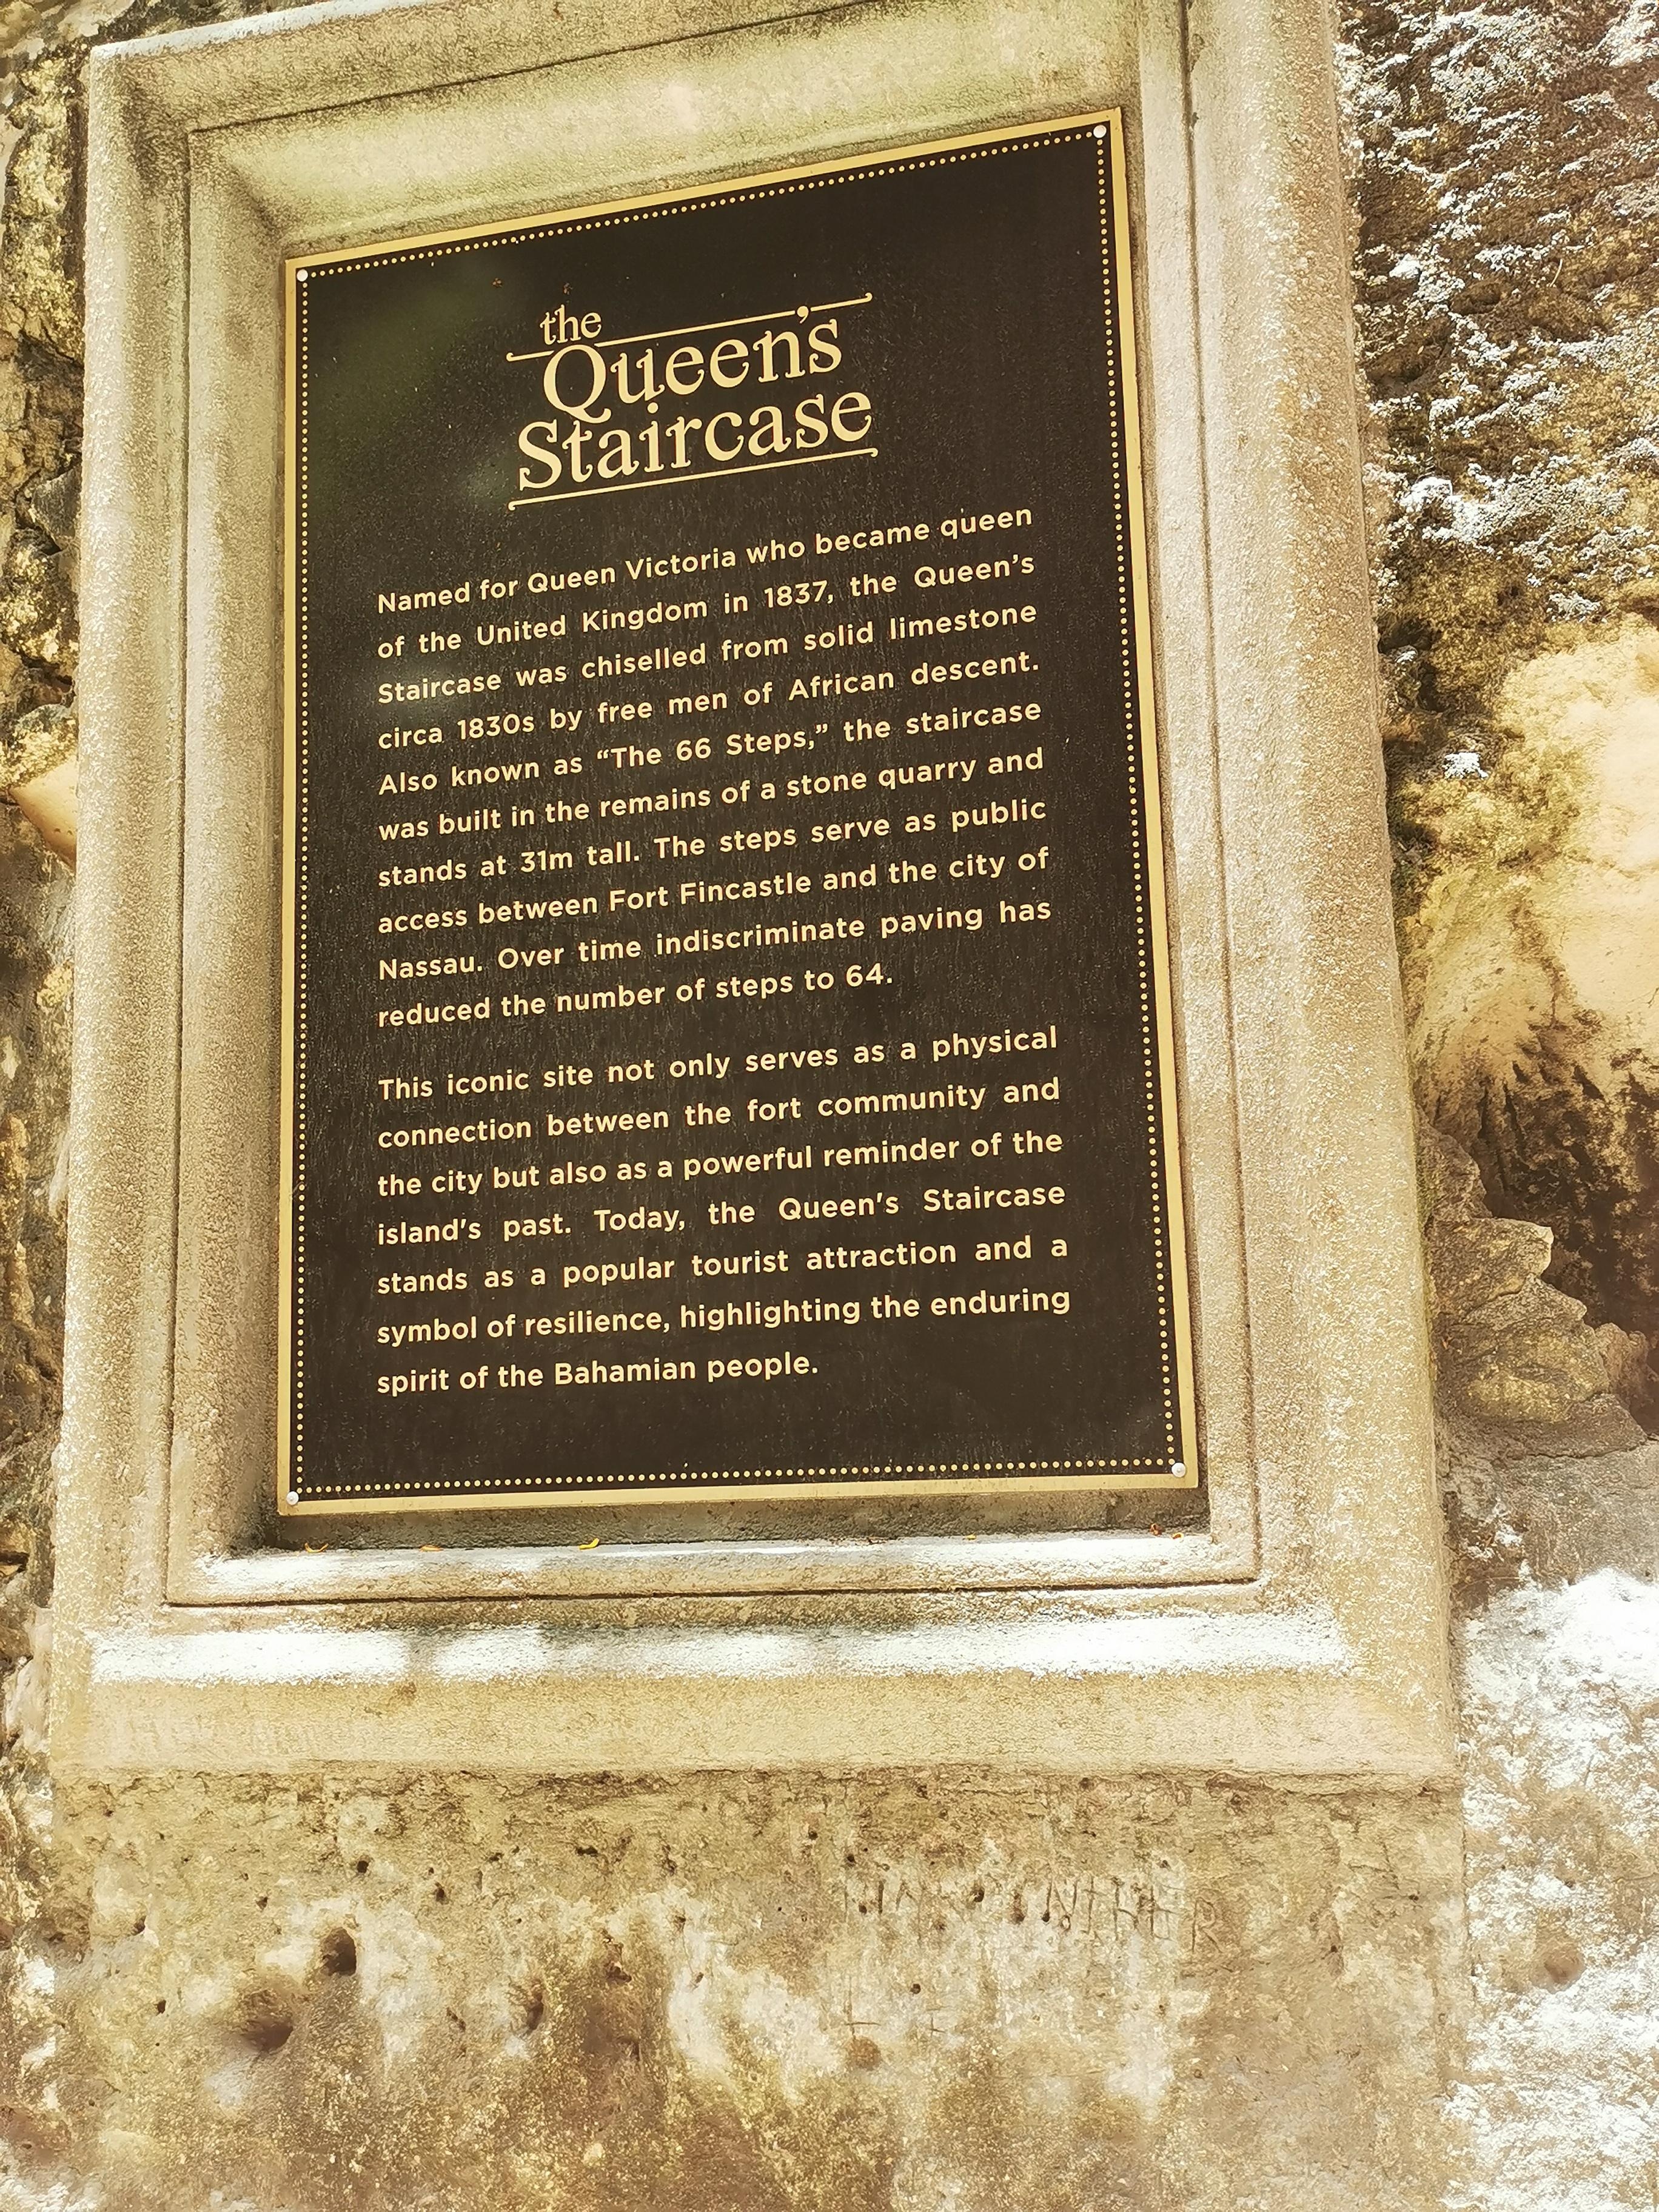 the
Queen's
Staircase
Named for Queen Victoria who became queen
of the United Kingdom in 1837, the Queen’s
Staircase was chiselled from solid limestone
circa 1830s by free men of African descent.
Also known as “The 66 Steps,” the staircase
was built in the remains of a stone quarry and
stands at 31m tall. The steps serve as public
access between Fort Fincastle and the city of
Nassau. Over time indiscriminate paving has
reduced the number of steps to 64.
This iconic site not only serves as a physical
connection between the fort community and
the city but also as a powerful reminder of the
island's past. Today, the Queen's Staircase
stands as a popular tourist attraction and a
symbol of resilience, highlighting the enduring
spirit of the Bahamian people.